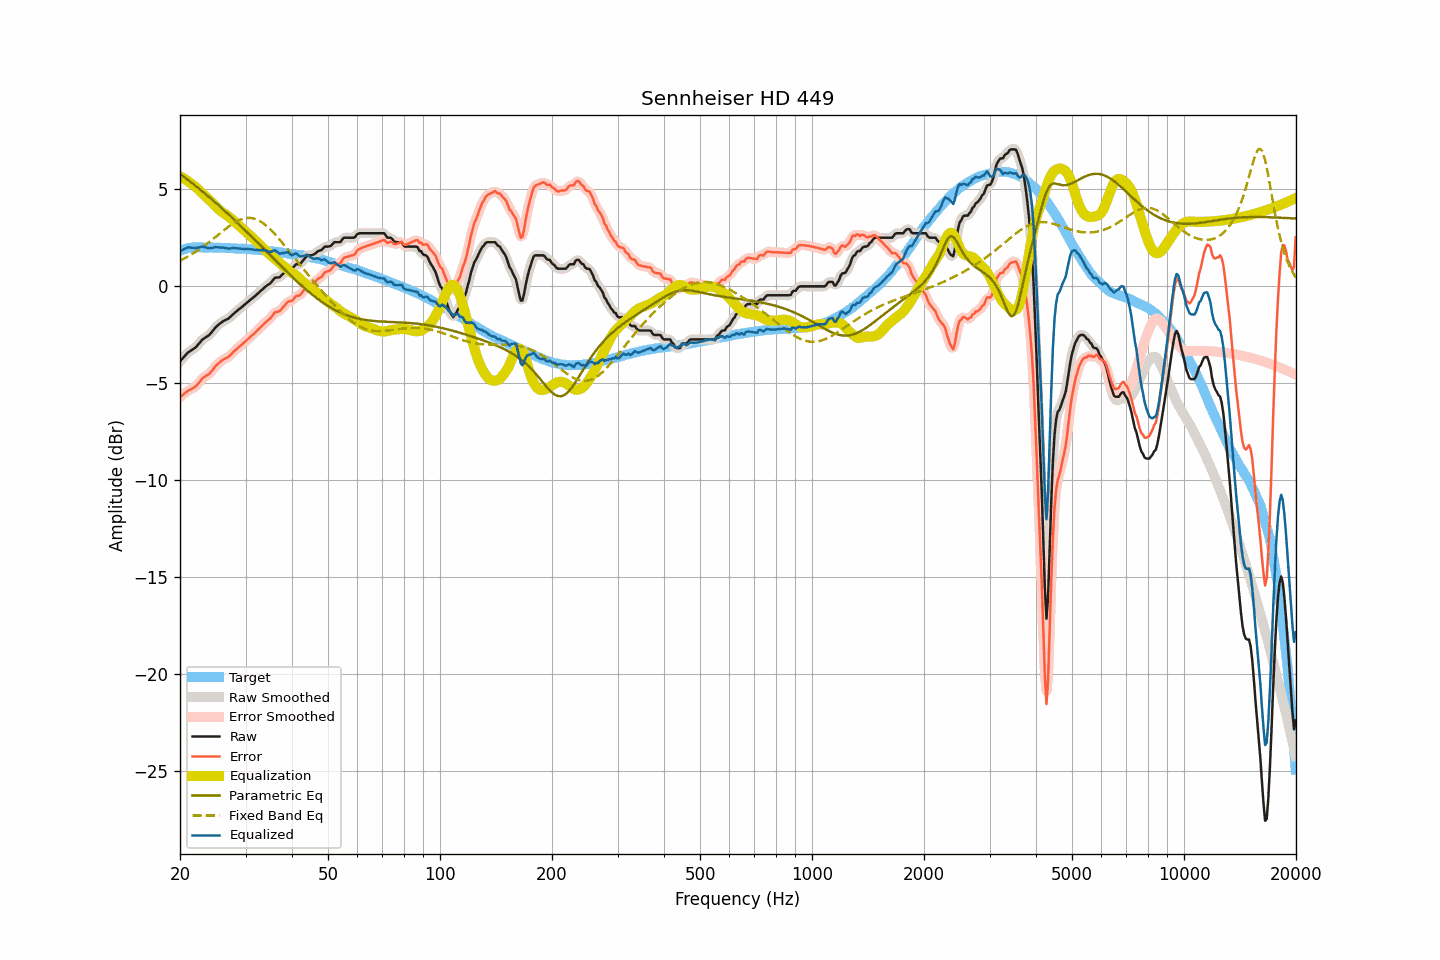 Sennheiser HD 449
Amplitude (dBr)
5
0
−5
−10
−15
−20
−25
Target
Raw Smoothed
Error Smoothed
Raw
Error
Equalization
Parametric Eq
Fixed Band Eq
Equalized
20 50 100 200 500 1000 2000 5000 10000 20000
Frequency (Hz)